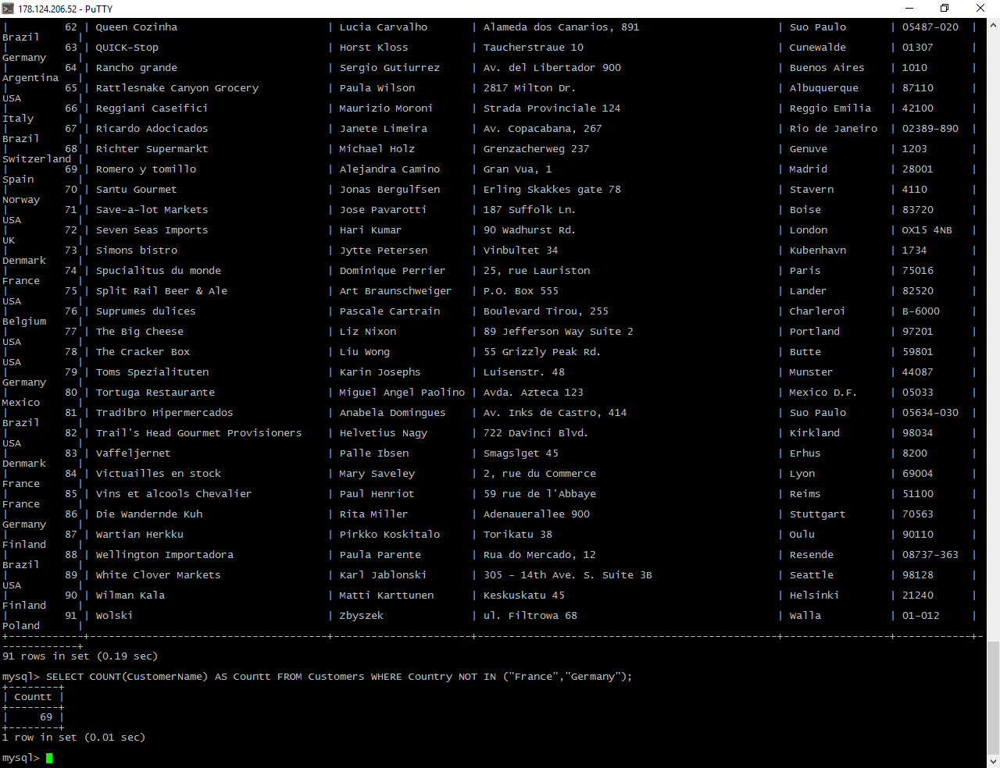 178.124.206.52 - PuTTY
|         62 | Queen Cozinha                        | Lucia Carvalho       | Alameda dos Canarios, 891                      | Suo Paulo       | 05487-020  |
Brazil      |
|         63 | QUICK-Stop                           | Horst Kloss          | Taucherstraue 10                               | Cunewalde       | 01307      |
Germany     |
|         64 | Rancho grande                        | Sergio Gutiurrez     | Av. del Libertador 900                         | Buenos Aires    | 1010       |
Argentina   |
|         65 | Rattlesnake Canyon Grocery           | Paula Wilson         | 2817 Milton Dr.                                | Albuquerque     | 87110      |
USA         |
|         66 | Reggiani Caseifici                   | Maurizio Moroni      | Strada Provinciale 124                         | Reggio Emilia   | 42100      |
Italy       |
|         67 | Ricardo Adocicados                   | Janete Limeira       | Av. Copacabana, 267                            | Rio de Janeiro  | 02389-890  |
Brazil      |
|         68 | Richter Supermarkt                   | Michael Holz         | Grenzacherweg 237                              | Genuve          | 1203       |
Switzerland |
|         69 | Romero y tomillo                     | Alejandra Camino     | Gran Vua, 1                                    | Madrid          | 28001      |
Spain       |
|         70 | Santu Gourmet                        | Jonas Bergulfsen     | Erling Skakkes gate 78                         | Stavern         | 4110       |
Norway      |
|         71 | Save-a-lot Markets                   | Jose Pavarotti       | 187 Suffolk Ln.                                | Boise           | 83720      |
USA         |
|         72 | Seven Seas Imports                   | Hari Kumar           | 90 Wadhurst Rd.                                | London          | OX15 4NB   |
UK          |
|         73 | Simons bistro                        | Jytte Petersen       | Vinbultet 34                                   | Kubenhavn       | 1734       |
Denmark     |
|         74 | Spucialitus du monde                 | Dominique Perrier    | 25, rue Lauriston                              | Paris           | 75016      |
France      |
|         75 | Split Rail Beer & Ale                | Art Braunschweiger   | P.O. Box 555                                   | Lander          | 82520      |
USA         |
|         76 | Suprumes dulices                     | Pascale Cartrain     | Boulevard Tirou, 255                           | Charleroi       | B-6000     |
Belgium     |
|         77 | The Big Cheese                       | Liz Nixon            | 89 Jefferson Way Suite 2                       | Portland        | 97201      |
USA         |
|         78 | The Cracker Box                      | Liu Wong             | 55 Grizzly Peak Rd.                            | Butte           | 59801      |
USA         |
|         79 | Toms Spezialituten                   | Karin Josephs        | Luisenstr. 48                                  | Munster         | 44087      |
Germany     |
|         80 | Tortuga Restaurante                  | Miguel Angel Paolino | Avda. Azteca 123                               | Mexico D.F.     | 05033      |
Mexico      |
|         81 | Tradibro Hipermercados               | Anabela Domingues    | Av. Inks de Castro, 414                        | Suo Paulo       | 05634-030  |
Brazil      |
|         82 | Trail's Head Gourmet Provisioners    | Helvetius Nagy       | 722 DaVinci Blvd.                              | Kirkland        | 98034      |
USA         |
|         83 | Vaffeljernet                         | Palle Ibsen          | Smagslget 45                                   | Erhus           | 8200       |
Denmark     |
|         84 | Victuailles en stock                 | Mary Saveley         | 2, rue du Commerce                             | Lyon            | 69004      |
France      |
|         85 | Vins et alcools Chevalier            | Paul Henriot         | 59 rue de l'Abbaye                             | Reims           | 51100      |
France      |
|         86 | Die Wandernde Kuh                    | Rita Miller          | Adenauerallee 900                              | Stuttgart       | 70563      |
Germany     |
|         87 | Wartian Herkku                       | Pirkko Koskitalo     | Torikatu 38                                    | Oulu            | 90110      |
Finland     |
|         88 | Wellington Importadora               | Paula Parente        | Rua do Mercado, 12                             | Resende         | 08737-363  |
Brazil      |
|         89 | White Clover Markets                 | Karl Jablonski       | 305 - 14th Ave. S. Suite 3B                    | Seattle         | 98128      |
USA         |
|         90 | Wilman Kala                          | Matti Karttunen      | Keskuskatu 45                                  | Helsinki        | 21240      |
Finland     |
|         91 | Wolski                               | Zbyszek              | ul. Filtrowa 68                                | Walla           | 01-012     |
Poland      |
+------------+--------------------------------------+----------------------+------------------------------------------------+-----------------+------------+-
------------+
91 rows in set (0.19 sec)
mysql> SELECT COUNT(CustomerName) AS Countt FROM Customers WHERE Country NOT IN ("France","Germany");
+--------+
| Countt |
+--------+
|     69 |
+--------+
1 row in set (0.01 sec)
mysql>